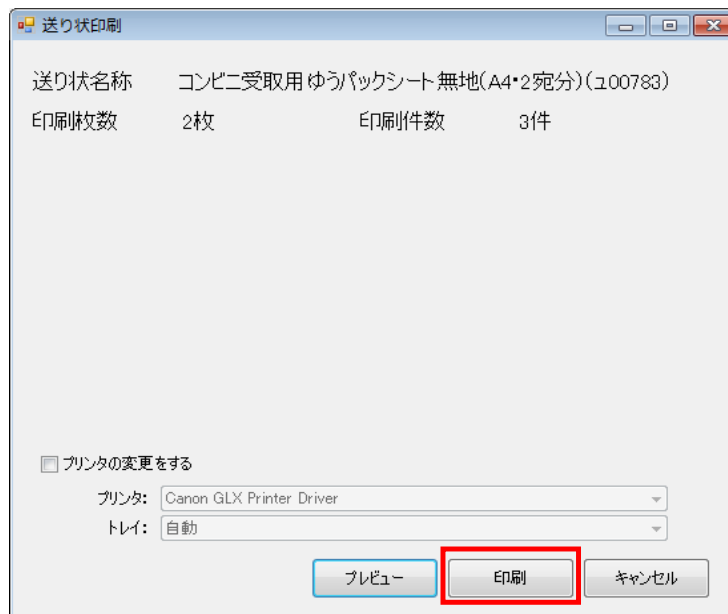 送り状印刷
送り状名称 コンビニ受取用ゆうパックシート無地(A4・2宛分)(ュ00783)
印刷枚数 2枚 印刷件数 3件
プリンタの変更をする
プリンタ: Canon GLX Printer Driver
トレイ: 自動
プレビュー 印刷 キャンセル